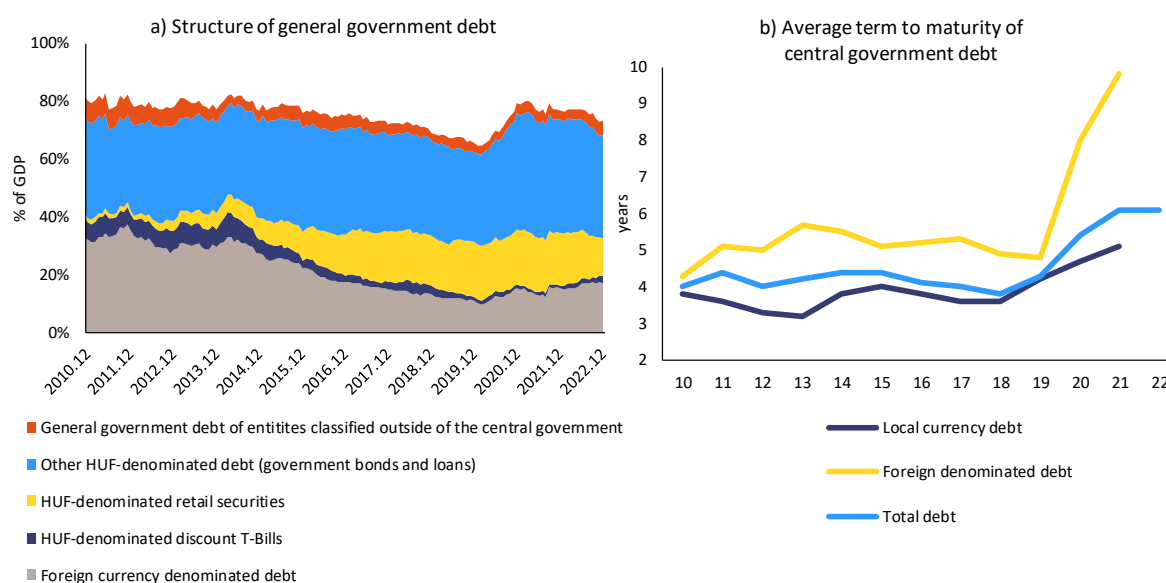 a) Structure of general government debt
100%
80%
60%
40%
20%
0%
% of GDP
2010.12
2011.12
2012.12
2013.12
2014.12
2015.12
2016.12
2017.12
2018.12
2019.12
2020.12
2021.12
2022.12
General government debt of entitites classified outside of the central government
Other HUF-denominated debt (government bonds and loans)
HUF-denominated retail securities
HUF-denominated discount T-Bills
Foreign currency denominated debt
b) Average term to maturity of
central government debt
10
9
8
7
6
5
4
3
2
years
10 11 12 13 14 15 16 17 18 19 20 21 22
Local currency debt
Foreign denominated debt
Total debt